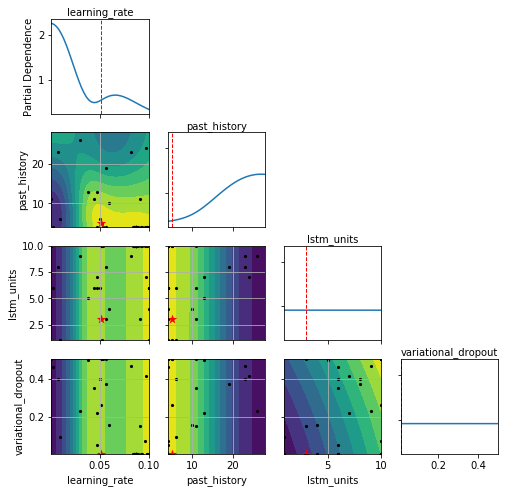 learning_rate
Partial Dependence
2
1
past_history
past_history
20
10
lstm_units
lstm_units
10.0
7.5
5.0
2.5
variational_dropout
variational_dropout
0.4
0.2
0.05 0.10
10 20
5 10
0.2 0.4
learning_rate past_history lstm_units